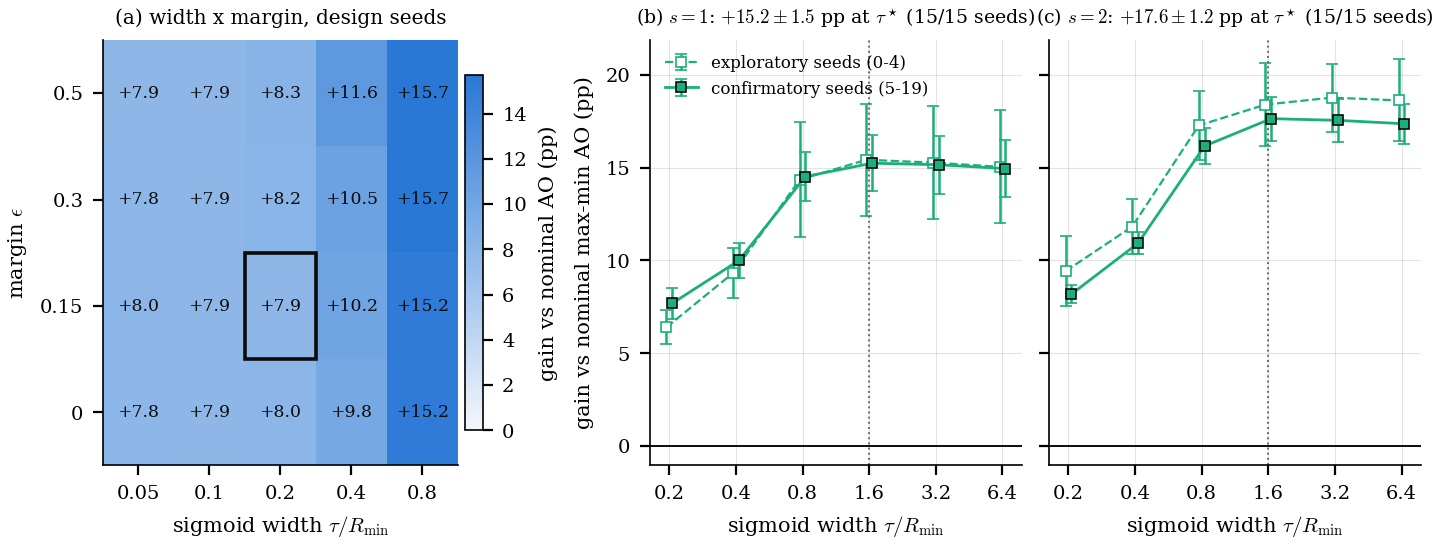 (a) width x margin, design seeds
margin ϵ
0.5
0.3
0.15
0
+7.9 +7.9 +8.3 +11.6 +15.7
+7.8 +7.9 +8.2 +10.5 +15.7
+8.0 +7.9 +7.9 +10.2 +15.2
+7.8 +7.9 +8.0 +9.8 +15.2
0.05 0.1 0.2 0.4 0.8
sigmoid width τ/R_min
14
12
10
8
6
4
2
0
gain vs nominal AO (pp)
(b) s = 1: +15.2 ± 1.5 pp at τ⋆ (15/15 seeds)
exploratory seeds (0-4)
confirmatory seeds (5-19)
gain vs nominal max-min AO (pp)
20
15
10
5
0
0.2 0.4 0.8 1.6 3.2 6.4
sigmoid width τ/R_min
(c) s = 2: +17.6 ± 1.2 pp at τ⋆ (15/15 seeds)
0.2 0.4 0.8 1.6 3.2 6.4
sigmoid width τ/R_min